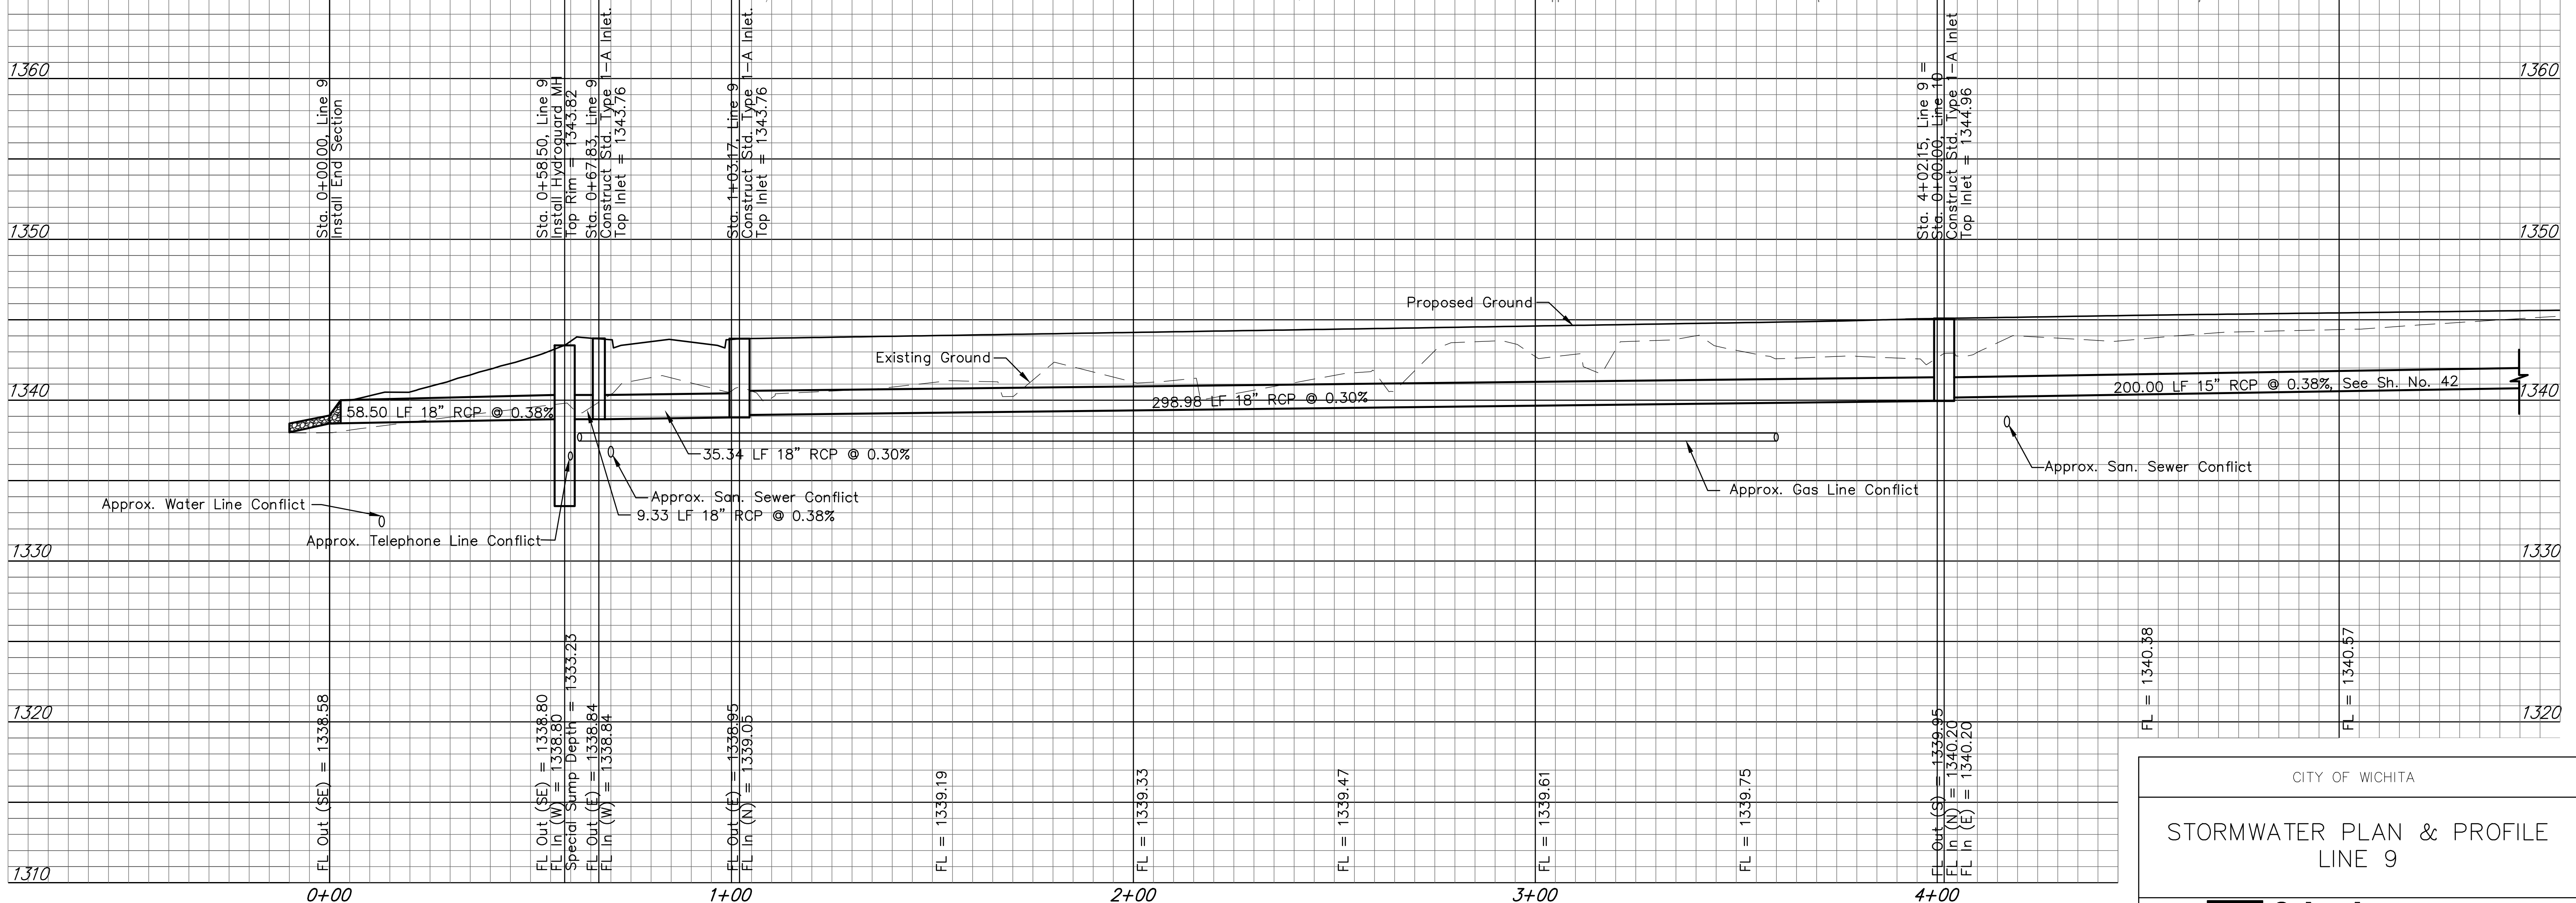 1360
1360
1350
1350
1340
1340
1330
1330
1320
1320
1310
Sta. 0+00.00, Line 9
Install End Section
Sta. 0+58.50, Line 9
Install Hydroguard MH
Top Rim = 1343.82
Sta. 0+67.83, Line 9
Construct Std. Type 1-A Inlet.
Top Inlet = 1343.76
Sta. 1+03.17, Line 9
Construct Std. Type 1-A Inlet.
Top Inlet = 1343.76
Sta. 4+02.15, Line 9 =
Sta. 0+00.00, Line 10
Construct Std. Type 1-A Inlet
Top Inlet = 1344.96
Proposed Ground
Existing Ground
58.50 LF 18" RCP @ 0.38%
298.98 LF 18" RCP @ 0.30%
200.00 LF 15" RCP @ 0.38%, See Sh. No. 42
35.34 LF 18" RCP @ 0.30%
Approx. San. Sewer Conflict
Approx. San. Sewer Conflict
Approx. Gas Line Conflict
9.33 LF 18" RCP @ 0.38%
Approx. Water Line Conflict
Approx. Telephone Line Conflict
FL Out (SE) = 1338.58
FL Out (SE) = 1338.80
FL In (W) = 1338.80
Special Sump Depth = 1333.23
FL Out (E) = 1338.84
FL In (W) = 1338.84
FL Out (E) = 1338.95
FL In (N) = 1339.05
FL = 1339.19
FL = 1339.33
FL = 1339.47
FL = 1339.61
FL = 1339.75
FL Out (S) = 1339.95
FL In (N) = 1340.20
FL In (E) = 1340.20
FL = 1340.38
FL = 1340.57
0+00
1+00
2+00
3+00
4+00
CITY OF WICHITA
STORMWATER PLAN & PROFILE
LINE 9